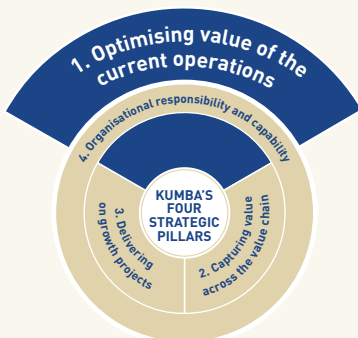 1. Optimising value of the
current operations
4. Organisational responsibility and capability
KUMBA'S
FOUR
STRATEGIC
PILLARS
3. Delivering
on growth projects
2. Capturing value
across the value chain